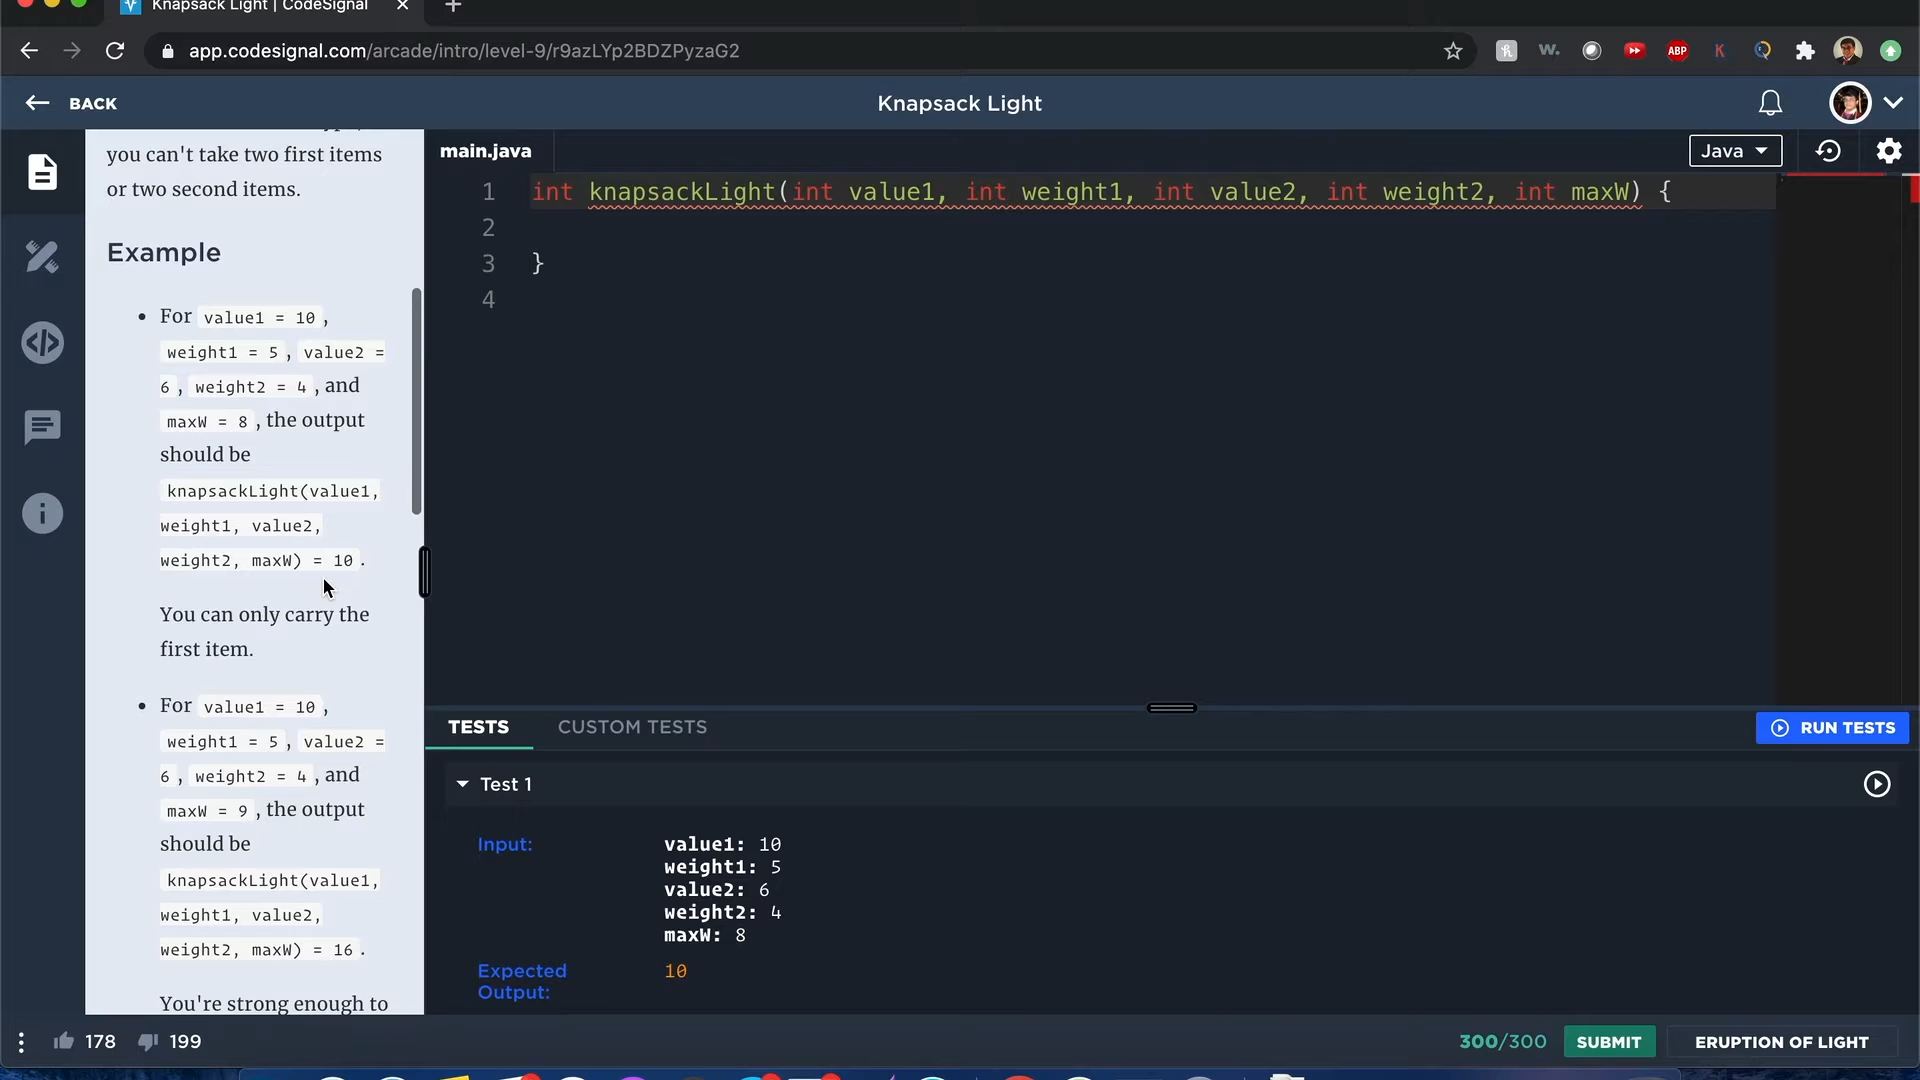 Knapsack Light | CodeSignal
app.codesignal.com/arcade/intro/level-9/r9azLYp2BDZPyzaG2
W.
ABP
K
BACK
Knapsack Light
you can't take two first items
or two second items.
Example
For value1 = 10 ,
weight1 = 5 , value2 =
6 , weight2 = 4 , and
maxW = 8 , the output
should be
knapsackLight(value1,
weight1, value2,
weight2, maxW) = 10 .
You can only carry the
first item.
For value1 = 10 ,
weight1 = 5 , value2 =
6 , weight2 = 4 , and
maxW = 9 , the output
should be
knapsackLight(value1,
weight1, value2,
weight2, maxW) = 16 .
You're strong enough to
main.java
Java
1 int knapsackLight(int value1, int weight1, int value2, int weight2, int maxW) {
2
3 }
4
TESTS
CUSTOM TESTS
RUN TESTS
Test 1
Input:
value1: 10
weight1: 5
value2: 6
weight2: 4
maxW: 8
Expected
Output:
10
178
199
300/300
SUBMIT
ERUPTION OF LIGHT